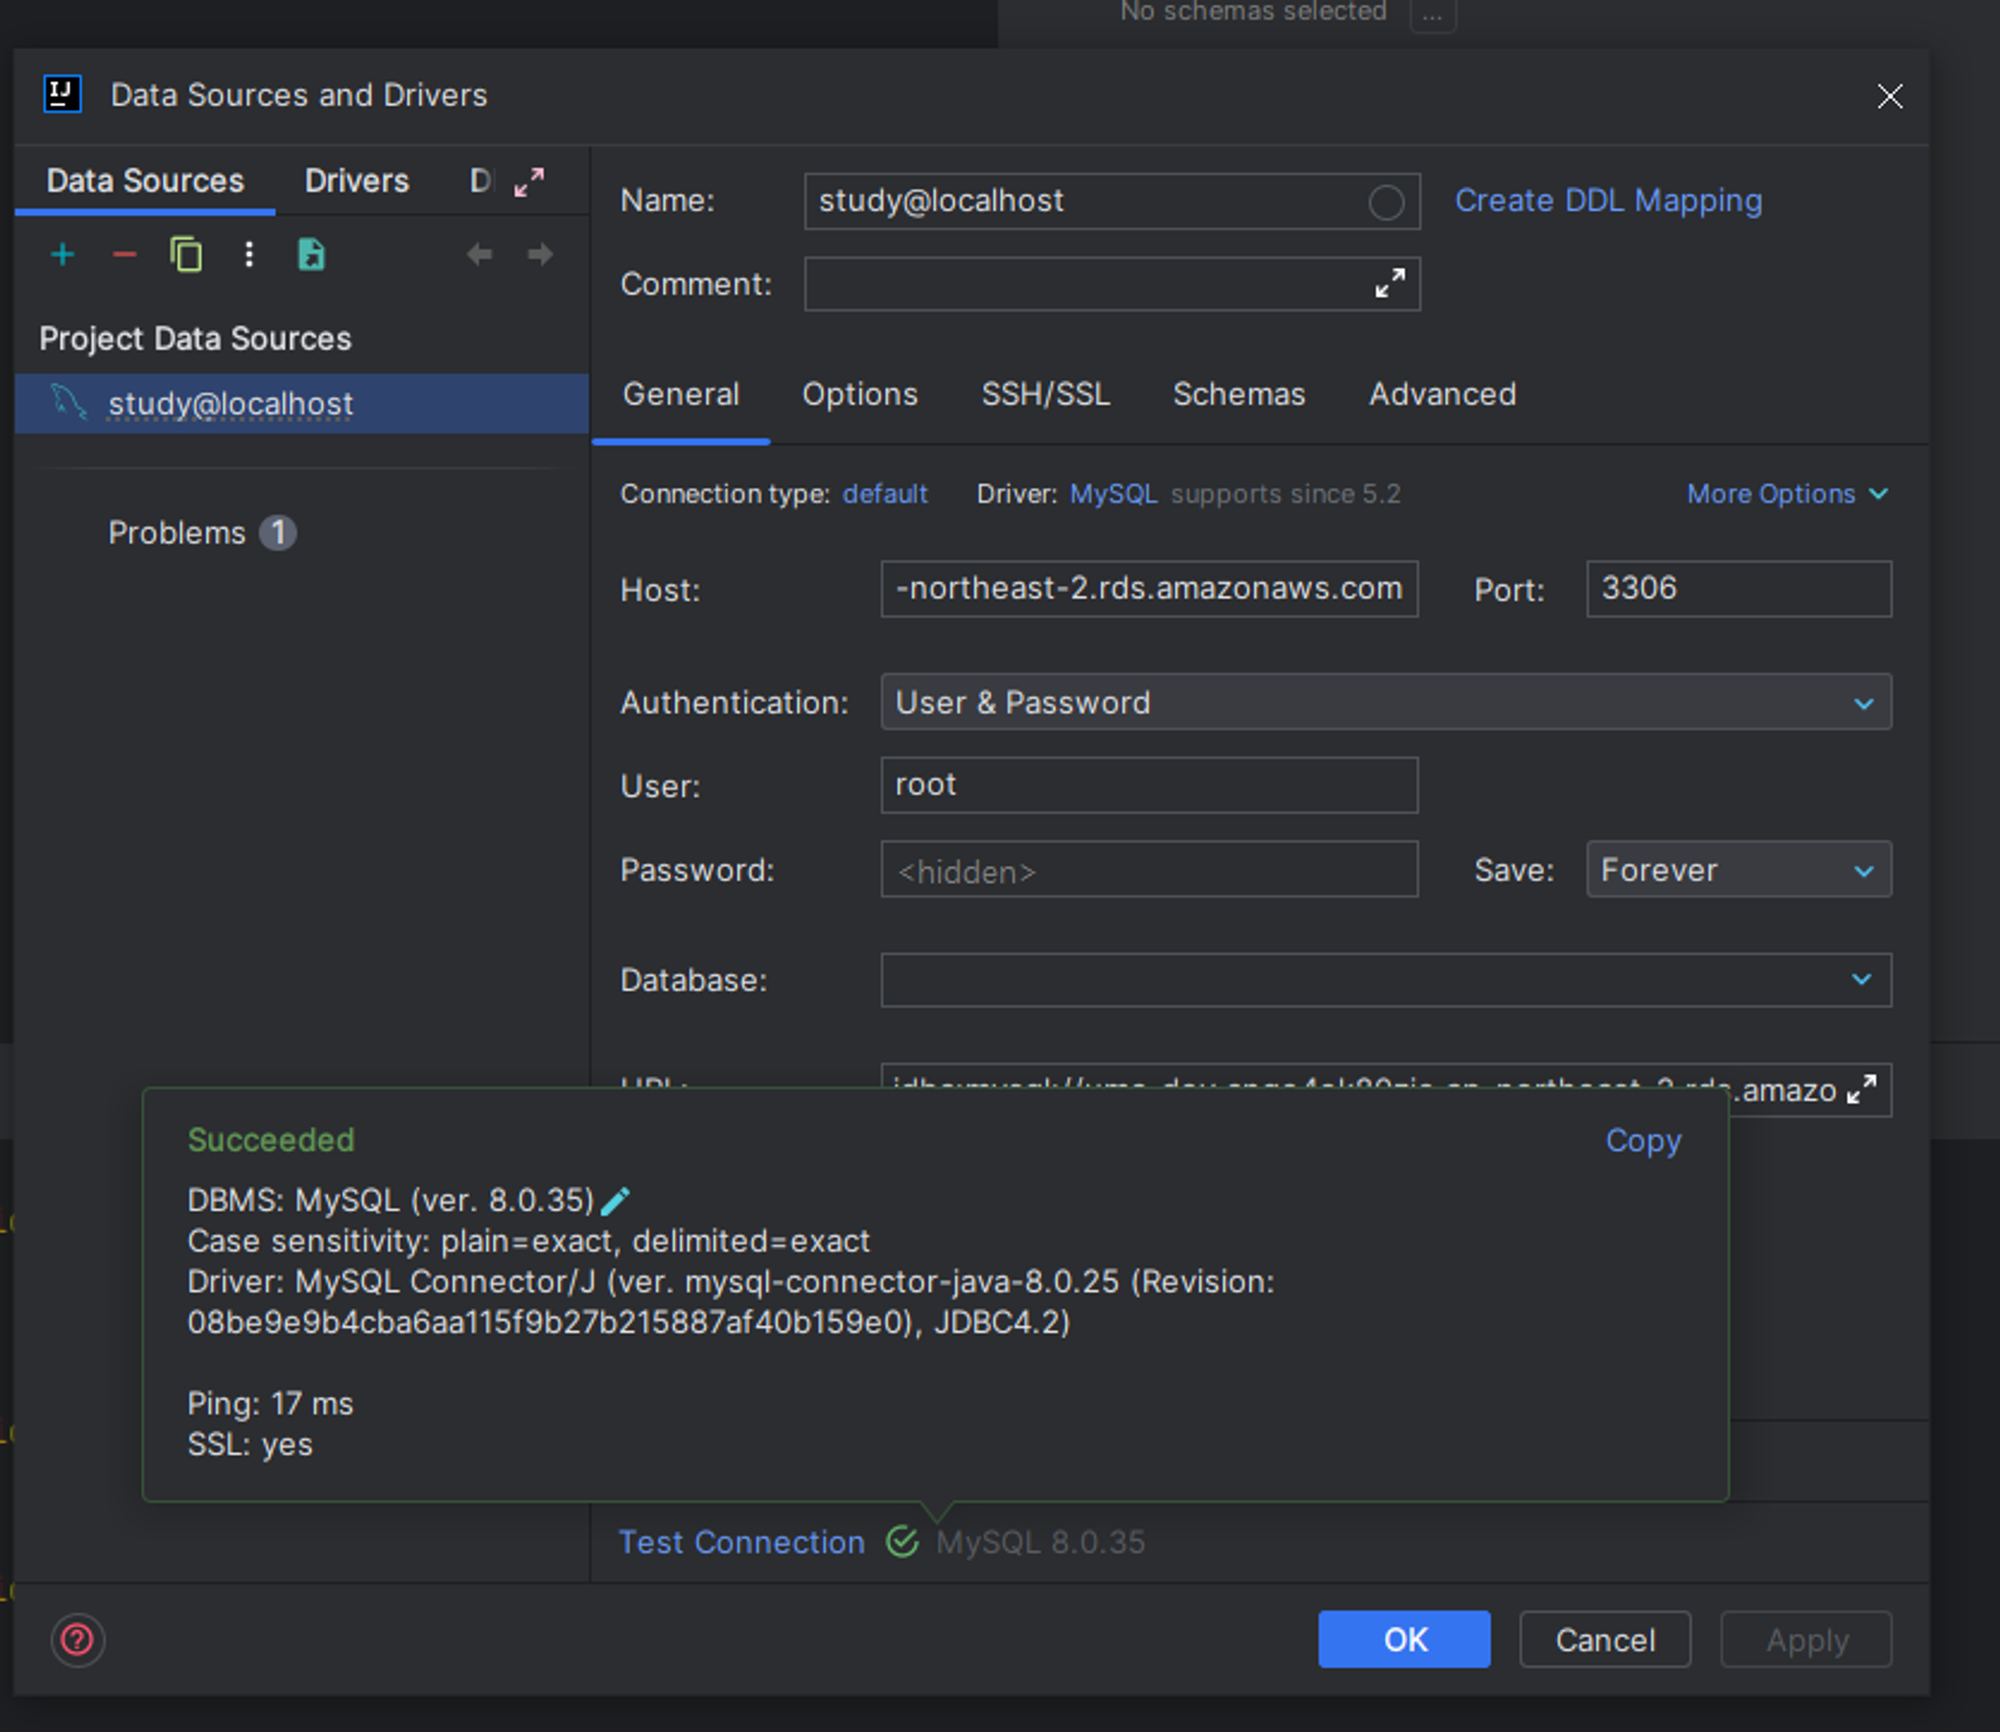 No schemas selected ...
IJ
Data Sources and Drivers
Data Sources Drivers D
Name: study@localhost Create DDL Mapping
Comment:
Project Data Sources
study@localhost
General Options SSH/SSL Schemas Advanced
Connection type: default Driver: MySQL supports since 5.2 More Options
Problems 1
Host: -northeast-2.rds.amazonaws.com Port: 3306
Authentication: User & Password
User: root
Password: <hidden> Save: Forever
Database:
.amazo
Succeeded Copy
DBMS: MySQL (ver. 8.0.35)
Case sensitivity: plain=exact, delimited=exact
Driver: MySQL Connector/J (ver. mysql-connector-java-8.0.25 (Revision:
08be9e9b4cba6aa115f9b27b215887af40b159e0), JDBC4.2)
Ping: 17 ms
SSL: yes
Test Connection MySQL 8.0.35
OK Cancel Apply